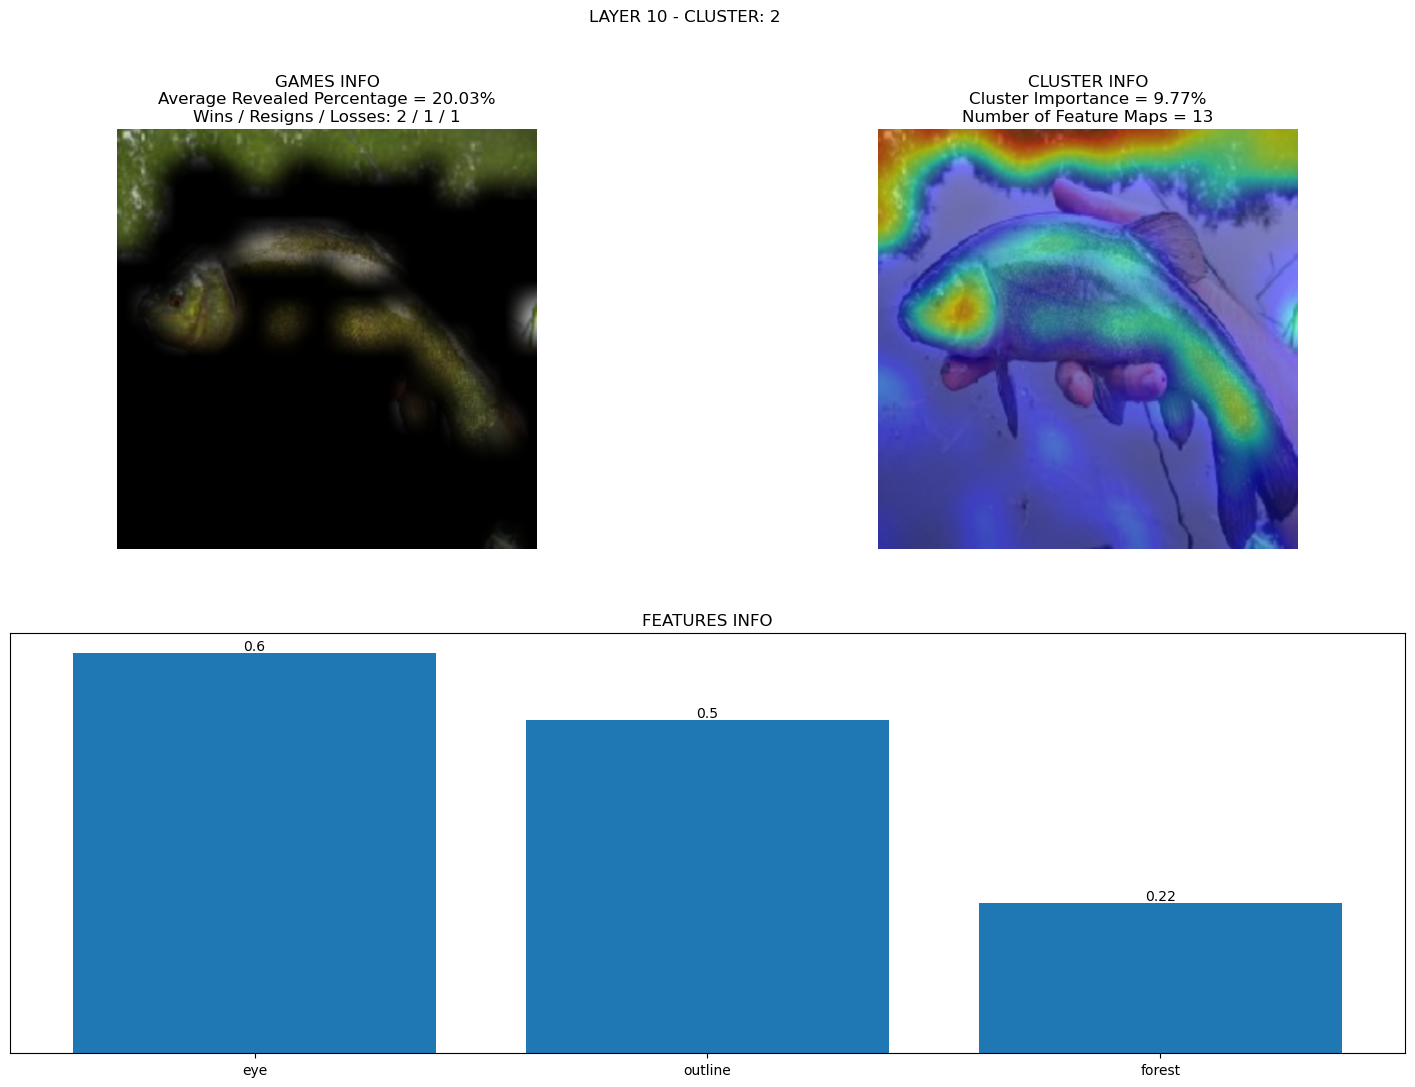 LAYER 10 - CLUSTER: 2
GAMES INFO
Average Revealed Percentage = 20.03%
Wins / Resigns / Losses: 2 / 1 / 1
CLUSTER INFO
Cluster Importance = 9.77%
Number of Feature Maps = 13
FEATURES INFO
0.6
0.5
0.22
eye
outline
forest